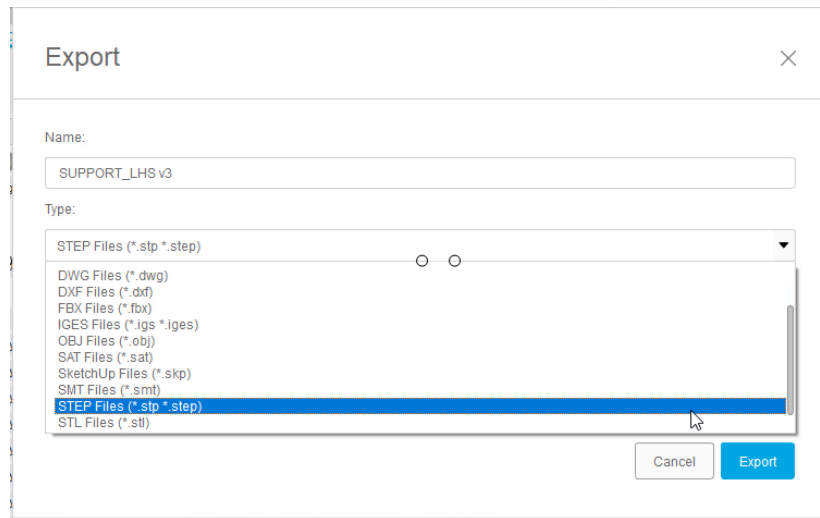 Export
Name:
SUPPORT_LHS v3
Type:
STEP Files (*.stp *.step)
DWG Files (*.dwg)
DXF Files (*.dxf)
FBX Files (*.fbx)
IGES Files (*.igs *.iges)
OBJ Files (*.obj)
SAT Files (*.sat)
SketchUp Files (*.skp)
SMT Files (*.smt)
STEP Files (*.stp *.step)
STL Files (*.stl)
Cancel Export